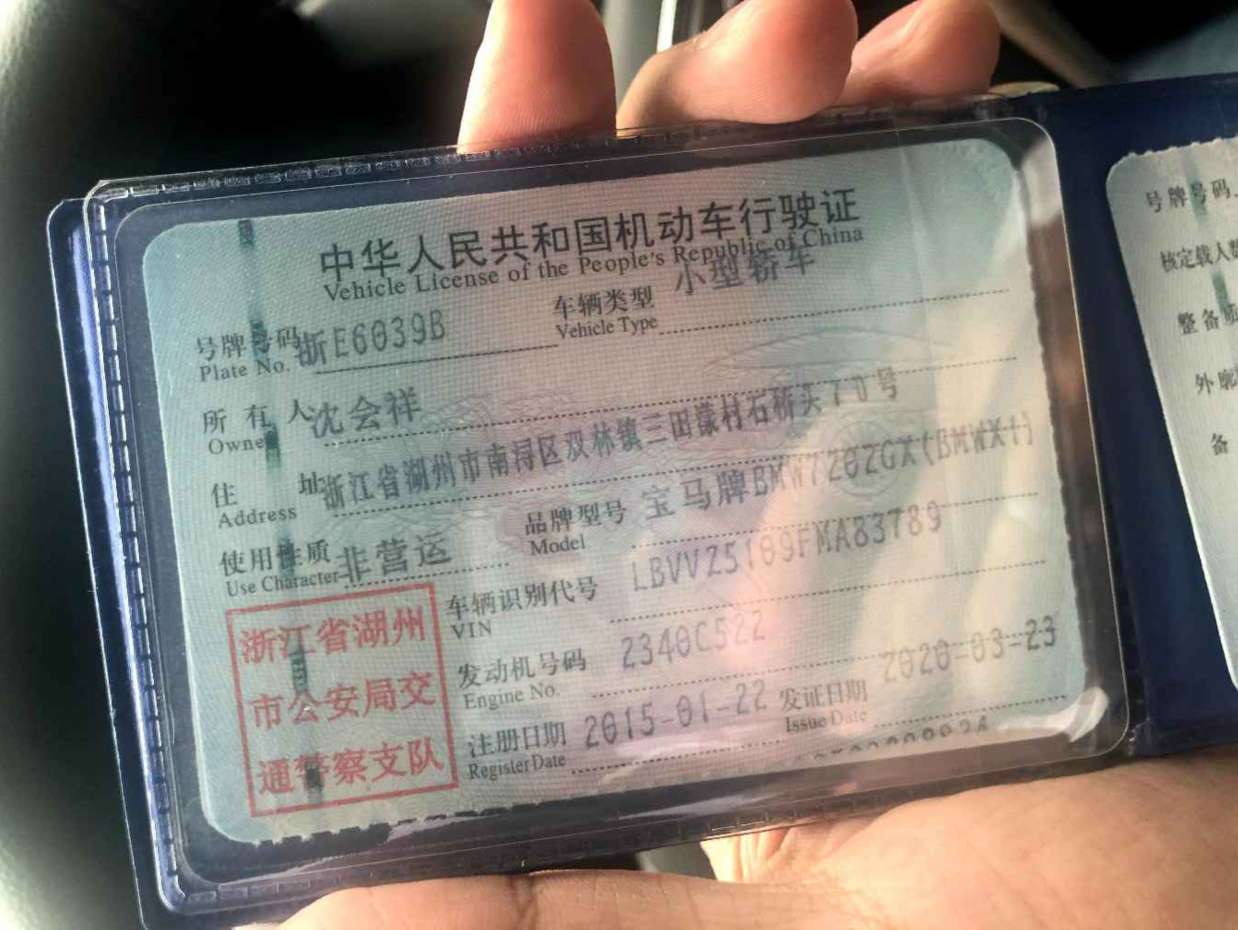 中华人民共和国机动车行驶证
Vehicle License of the People's Republic of China
号牌号码 浙E6039B 车辆类型 小型轿车
Plate No. Vehicle Type
所有人 沈会祥
Owner
住址 浙江省湖州市南浔区双林镇三田漾村石桥头70号
Address
使用性质 非营运 品牌型号 宝马牌BMW7202GX(BMWX1)
Use Character Model
车辆识别代号 LBVVZ5109FMA83789
VIN
发动机号码 2340C522
Engine No.
注册日期 2015-01-22 发证日期 2020-03-23
Register Date Issue Date
浙江省湖州
市公安局交
通警察支队
号牌号码
核定载人数
整备质
外廓
备